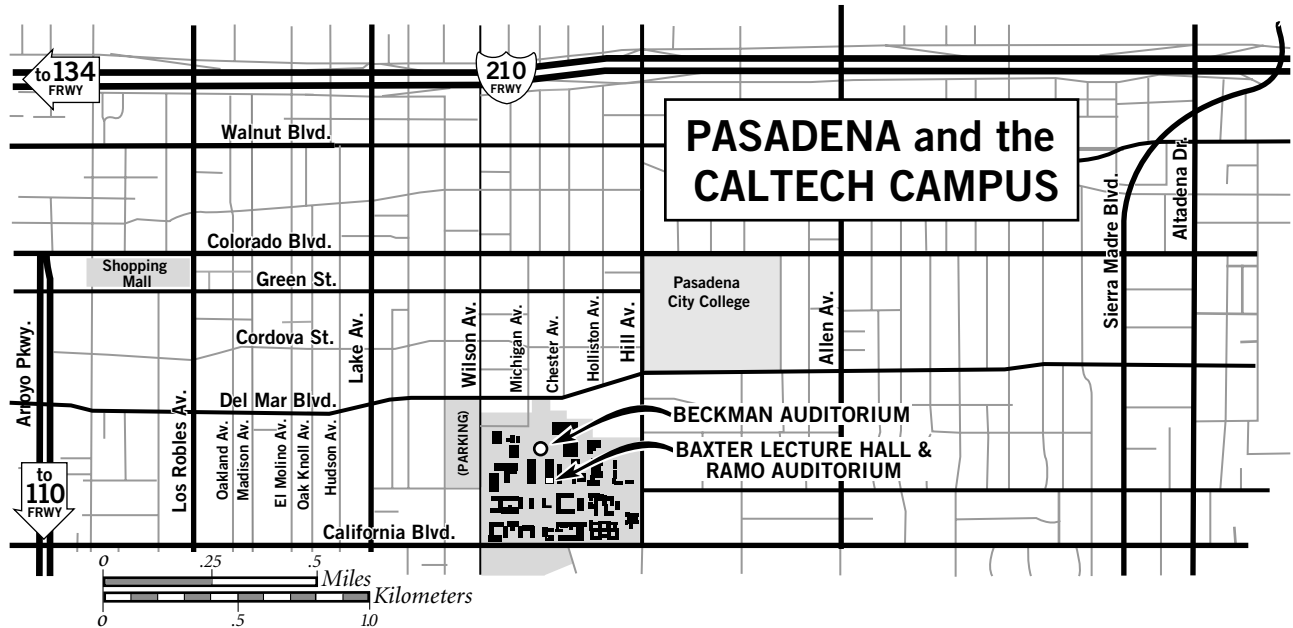 to 134
FRWY
210
FRWY
Walnut Blvd.
PASADENA and the
CALTECH CAMPUS
Altadena Dr.
Sierra Madre Blvd.
Colorado Blvd.
Shopping
Mall
Green St.
Pasadena
City College
Arroyo Pkwy.
Cordova St.
Lake Av.
Wilson Av.
Michigan Av.
Chester Av.
Holliston Av.
Hill Av.
Allen Av.
Del Mar Blvd.
Los Robles Av.
Oakland Av.
Madison Av.
El Molino Av.
Oak Knoll Av.
Hudson Av.
(PARKING)
BECKMAN AUDITORIUM
BAXTER LECTURE HALL &
RAMO AUDITORIUM
to
110
FRWY
California Blvd.
0 .25 .5
Miles
Kilometers
0 .5 1.0